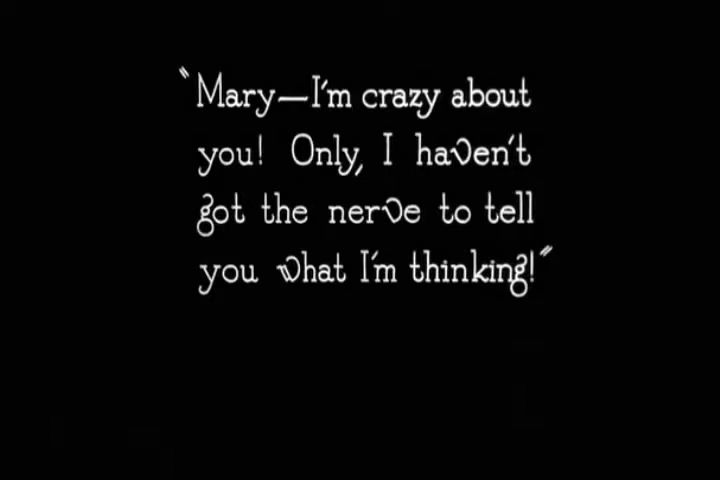 "Mary—I'm crazy about
you! Only, I haven't
got the nerve to tell
you what I'm thinking!"